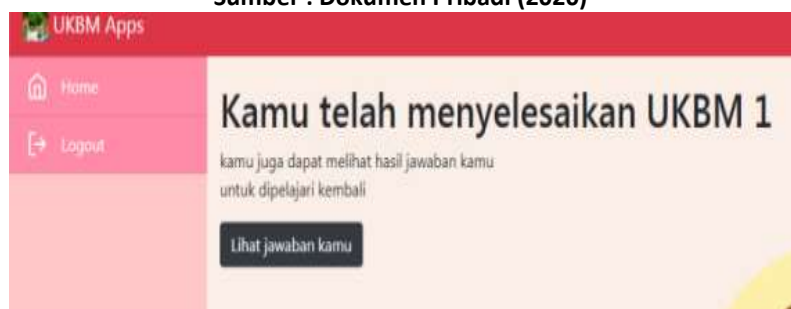 Sumber : Dokumen Pribadi (2020)
UKBM Apps
Home
Logout
Kamu telah menyelesaikan UKBM 1
kamu juga dapat melihat hasil jawaban kamu
untuk dipelajari kembali
Lihat jawaban kamu